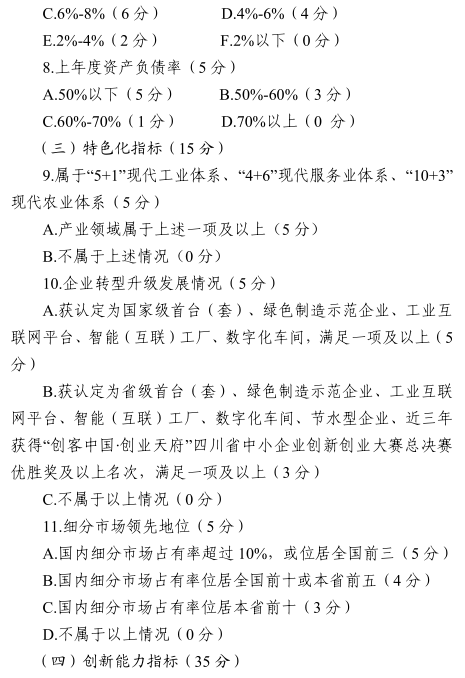 C.6%-8%（6 分） D.4%-6%（4 分）
E.2%-4%（2 分） F.2%以下（0 分）
8.上年度资产负债率（5 分）
A.50%以下（5 分） B.50%-60%（3 分）
C.60%-70%（1 分） D.70%以上（0 分）
（三）特色化指标（15 分）
9.属于“5+1”现代工业体系、“4+6”现代服务业体系、“10+3”
现代农业体系（5 分）
A.产业领域属于上述一项及以上（5 分）
B.不属于上述情况（0 分）
10.企业转型升级发展情况（5 分）
A.获认定为国家级首台（套）、绿色制造示范企业、工业互
联网平台、智能（互联）工厂、数字化车间，满足一项及以上（5
分）
B.获认定为省级首台（套）、绿色制造示范企业、工业互联
网平台、智能（互联）工厂、数字化车间、节水型企业、近三年
获得“创客中国·创业天府”四川省中小企业创新创业大赛总决赛
优胜奖及以上名次，满足一项及以上（3 分）
C.不属于以上情况（0 分）
11.细分市场领先地位（5 分）
A.国内细分市场占有率超过 10%，或位居全国前三（5 分）
B.国内细分市场占有率位居全国前十或本省前五（4 分）
C.国内细分市场占有率位居本省前十（3 分）
D.不属于以上情况（0 分）
（四）创新能力指标（35 分）